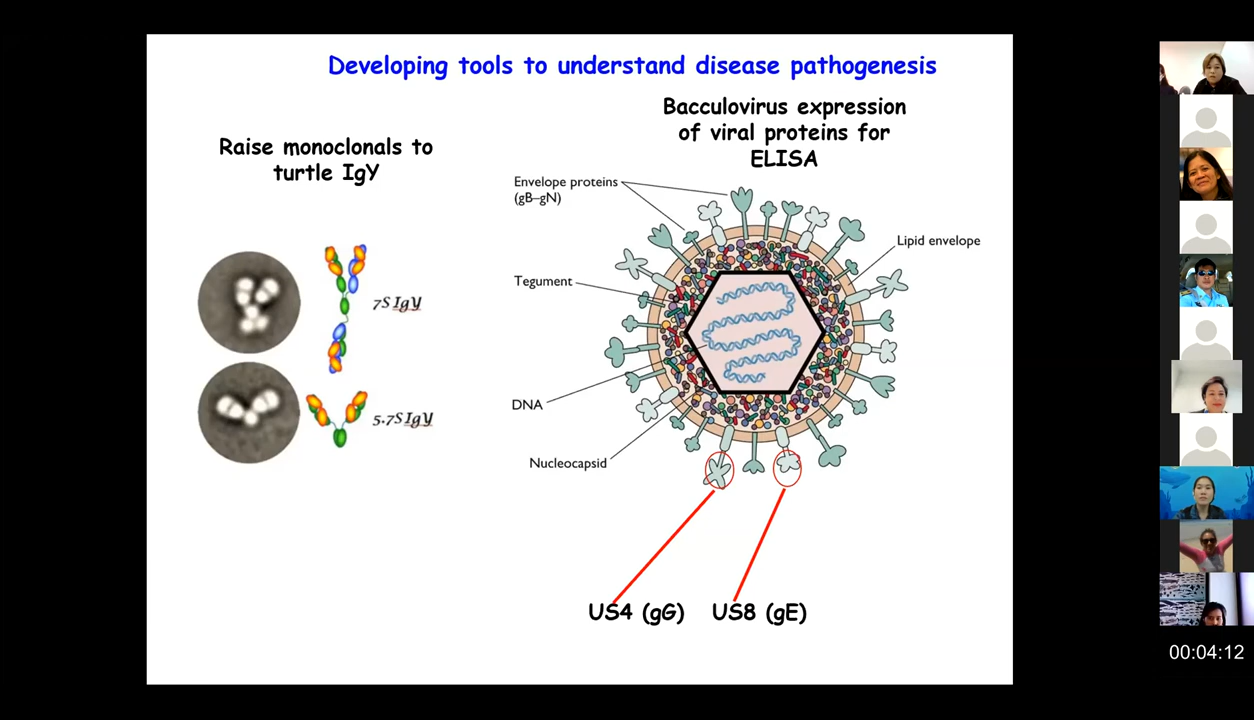 Developing tools to understand disease pathogenesis
Raise monoclonals to
turtle IgY
7S IgY
5.7S IgY
Bacculovirus expression
of viral proteins for
ELISA
Envelope proteins
(gB–gN)
Lipid envelope
Tegument
DNA
Nucleocapsid
US4 (gG)
US8 (gE)
00:04:12